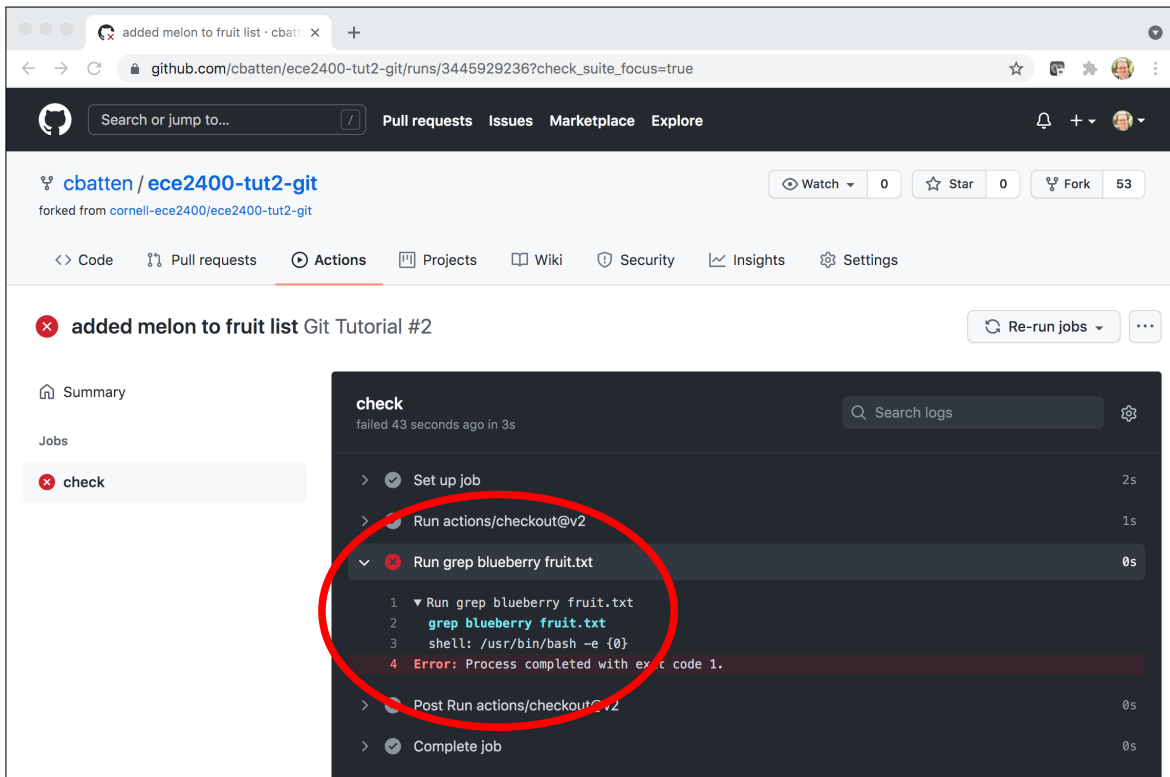 added melon to fruit list · cbatt
github.com/cbatten/ece2400-tut2-git/runs/3445929236?check_suite_focus=true
Search or jump to... /
Pull requests Issues Marketplace Explore
cbatten / ece2400-tut2-git
Watch 0 Star 0 Fork 53
forked from cornell-ece2400/ece2400-tut2-git
Code Pull requests Actions Projects Wiki Security Insights Settings
added melon to fruit list Git Tutorial #2
Re-run jobs
Summary
Jobs
check
check
failed 43 seconds ago in 3s
Search logs
Set up job 2s
Run actions/checkout@v2 1s
Run grep blueberry fruit.txt 0s
1 ▼ Run grep blueberry fruit.txt
2 grep blueberry fruit.txt
3 shell: /usr/bin/bash -e {0}
4 Error: Process completed with exit code 1.
Post Run actions/checkout@v2 0s
Complete job 0s